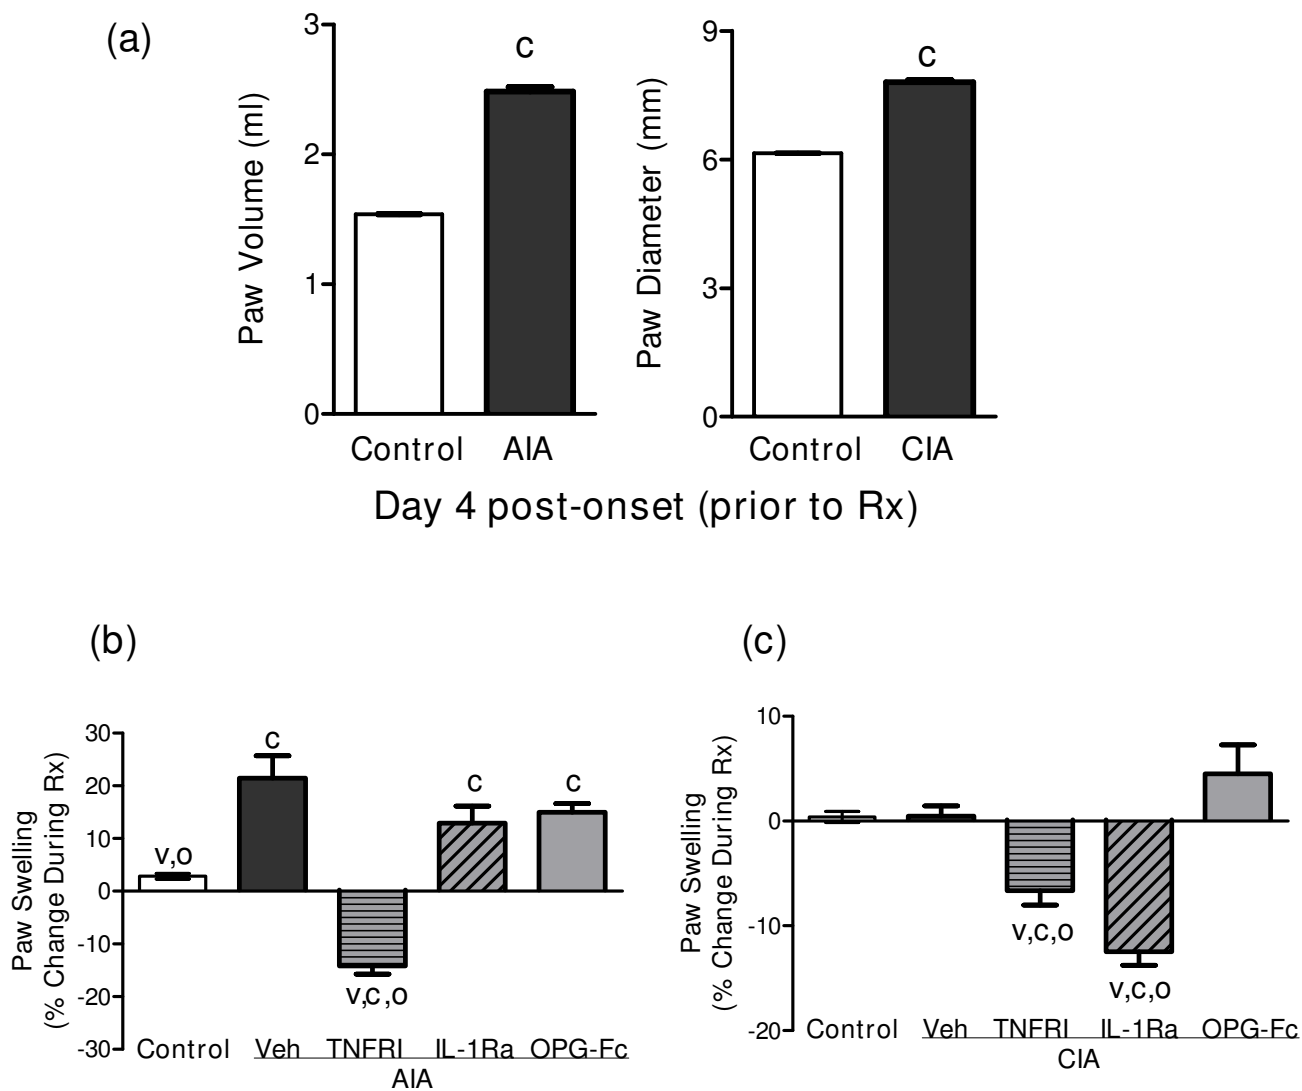 (a)
Paw Volume (ml)
3
2
1
0
c
Control AIA
Paw Diameter (mm)
9
6
3
0
c
Control CIA
Day 4 post-onset (prior to Rx)
(b)
Paw Swelling
(% Change During Rx)
30
20
10
0
-10
-20
-30
v,o
c
v,c,o
c
c
Control Veh TNFRI IL-1Ra OPG-Fc
AIA
(c)
Paw Swelling
(% Change During Rx)
10
0
-10
-20
v,c,o
v,c,o
Control Veh TNFRI IL-1Ra OPG-Fc
CIA